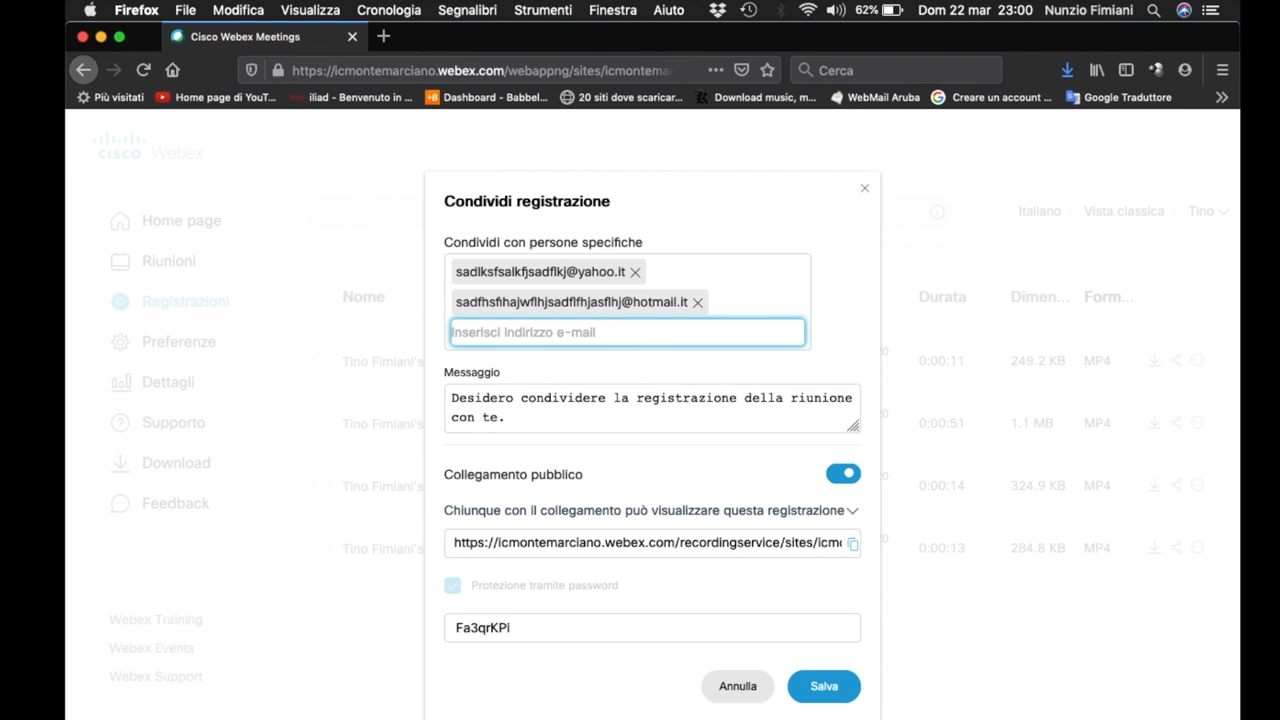 Firefox File Modifica Visualizza Cronologia Segnalibri Strumenti Finestra Aiuto 62% Dom 22 mar 23:00 Nunzio Fimiani
Cisco Webex Meetings
https://icmontemarciano.webex.com/webappng/sites/icmontemar Cerca
Più visitati Home page di YouT... iliad - Benvenuto in ... Dashboard - Babbel... 20 siti dove scaricar... Download music, m... WebMail Aruba Creare un account ... Google Traduttore
CISCO Webex
Condividi registrazione
Home page
Italiano Vista classica Tino
Condividi con persone specifiche
Riunioni
sadlksfsalkfjsadflkj@yahoo.it
Registrazioni
Nome
Durata Dimen... Form...
sadfhsfihajwflhjsadflfhjasflhj@hotmail.it
Inserisci indirizzo e-mail
Preferenze
Tino Fimiani's
0:00:11 249.2 KB MP4
Messaggio
Dettagli
Desidero condividere la registrazione della riunione
con te.
Supporto
Tino Fimiani's
0:00:51 1.1 MB MP4
Download
Collegamento pubblico
Tino Fimiani's
0:00:14 324.9 KB MP4
Feedback
Chiunque con il collegamento può visualizzare questa registrazione
https://icmontemarciano.webex.com/recordingservice/sites/icm
Tino Fimiani's
0:00:13 284.8 KB MP4
Protezione tramite password
Webex Training
Fa3qrKPi
Webex Events
Webex Support
Annulla Salva